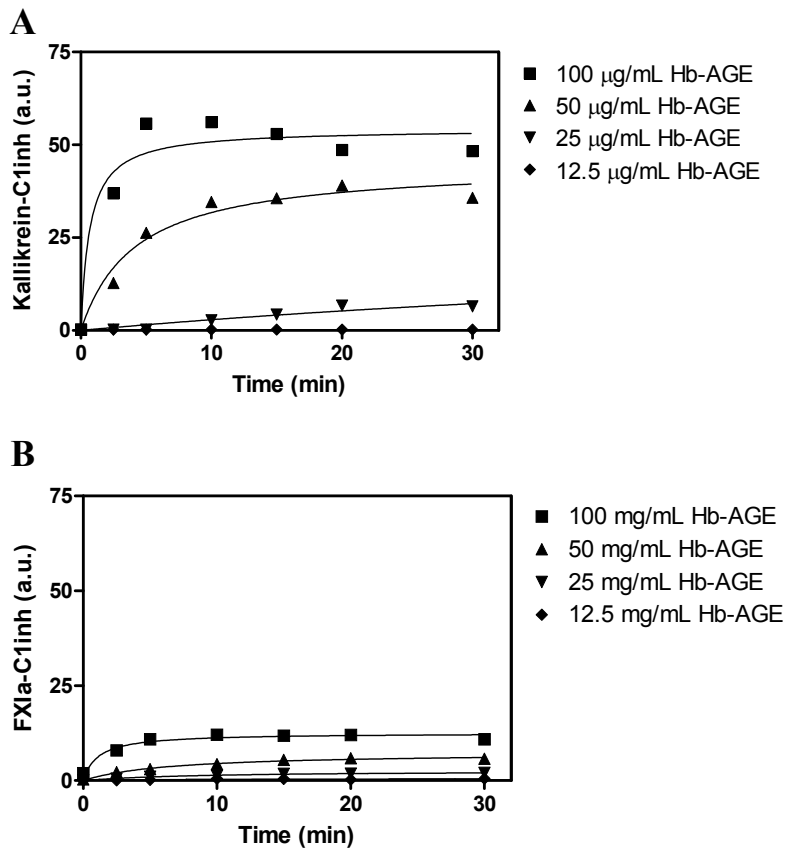 A
Kallikrein-C1inh (a.u.)
75
50
25
0
0 10 20 30
Time (min)
100 μg/mL Hb-AGE
50 μg/mL Hb-AGE
25 μg/mL Hb-AGE
12.5 μg/mL Hb-AGE
B
FXIa-C1inh (a.u.)
75
50
25
0
0 10 20 30
Time (min)
100 mg/mL Hb-AGE
50 mg/mL Hb-AGE
25 mg/mL Hb-AGE
12.5 mg/mL Hb-AGE